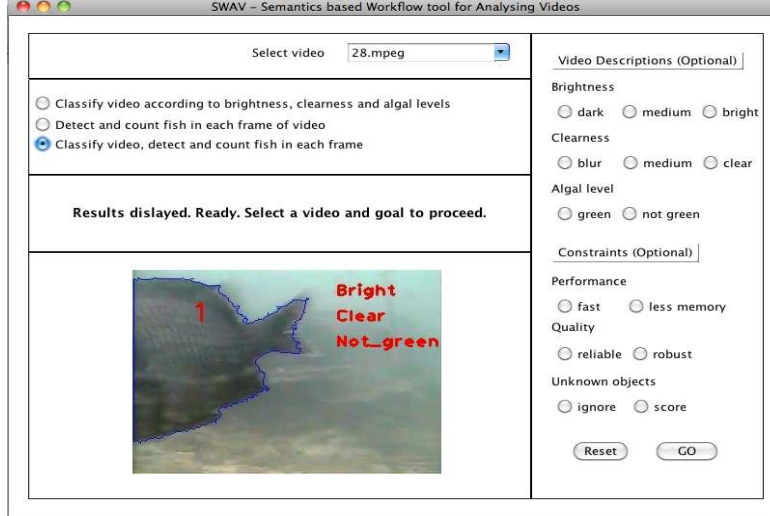 SWAV - Semantics based Workflow tool for Analysing Videos
Select video 28.mpeg
Classify video according to brightness, clearness and algal levels
Detect and count fish in each frame of video
Classify video, detect and count fish in each frame
Results dislayed. Ready. Select a video and goal to proceed.
1
Bright
Clear
Not_green
Video Descriptions (Optional)
Brightness
dark medium bright
Clearness
blur medium clear
Algal level
green not green
Constraints (Optional)
Performance
fast less memory
Quality
reliable robust
Unknown objects
ignore score
Reset GO